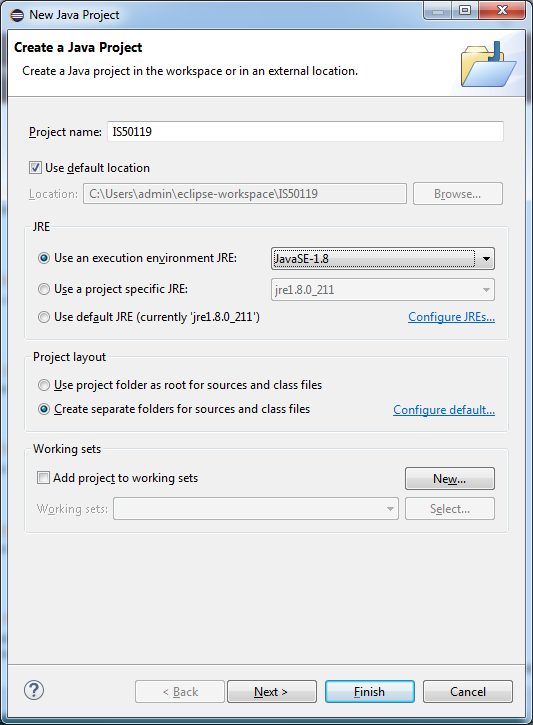 New Java Project
Create a Java Project
Create a Java project in the workspace or in an external location.
Project name: IS50119
Use default location
Location: C:\Users\admin\eclipse-workspace\IS50119 Browse...
JRE
Use an execution environment JRE: JavaSE-1.8
Use a project specific JRE: jre1.8.0_211
Use default JRE (currently 'jre1.8.0_211') Configure JREs...
Project layout
Use project folder as root for sources and class files
Create separate folders for sources and class files Configure default...
Working sets
Add project to working sets New...
Working sets: Select...
? < Back Next > Finish Cancel